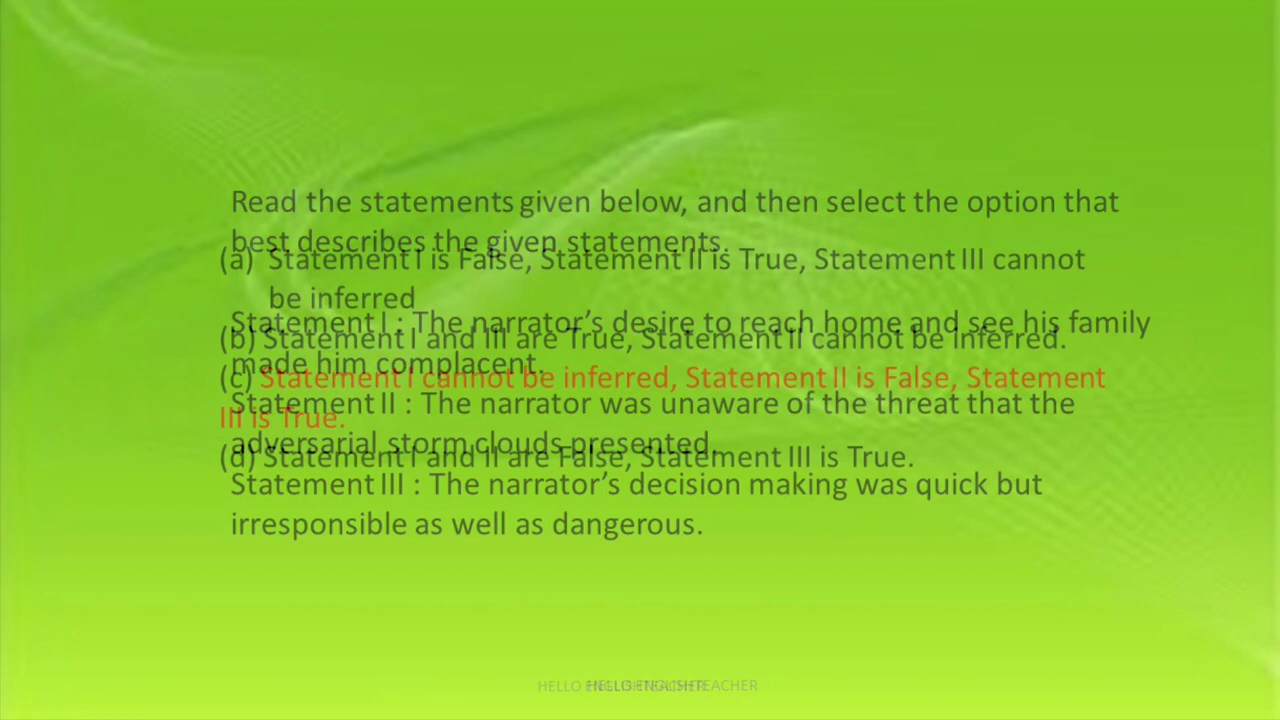 Read the statements given below, and then select the option that
best describes the given statements.
Statement I : The narrator’s desire to reach home and see his family
made him complacent.
Statement II : The narrator was unaware of the threat that the
adversarial storm clouds presented.
Statement III : The narrator’s decision making was quick but
irresponsible as well as dangerous.
(a) Statement I is False, Statement II is True, Statement III cannot
be inferred
(b) Statement I and III are True, Statement II cannot be inferred.
(c) Statement I cannot be inferred, Statement II is False, Statement
III is True.
(d) Statement I and II are False, Statement III is True.
HELLO ENGLISH TEACHER
HELLO ENGLISH TEACHER